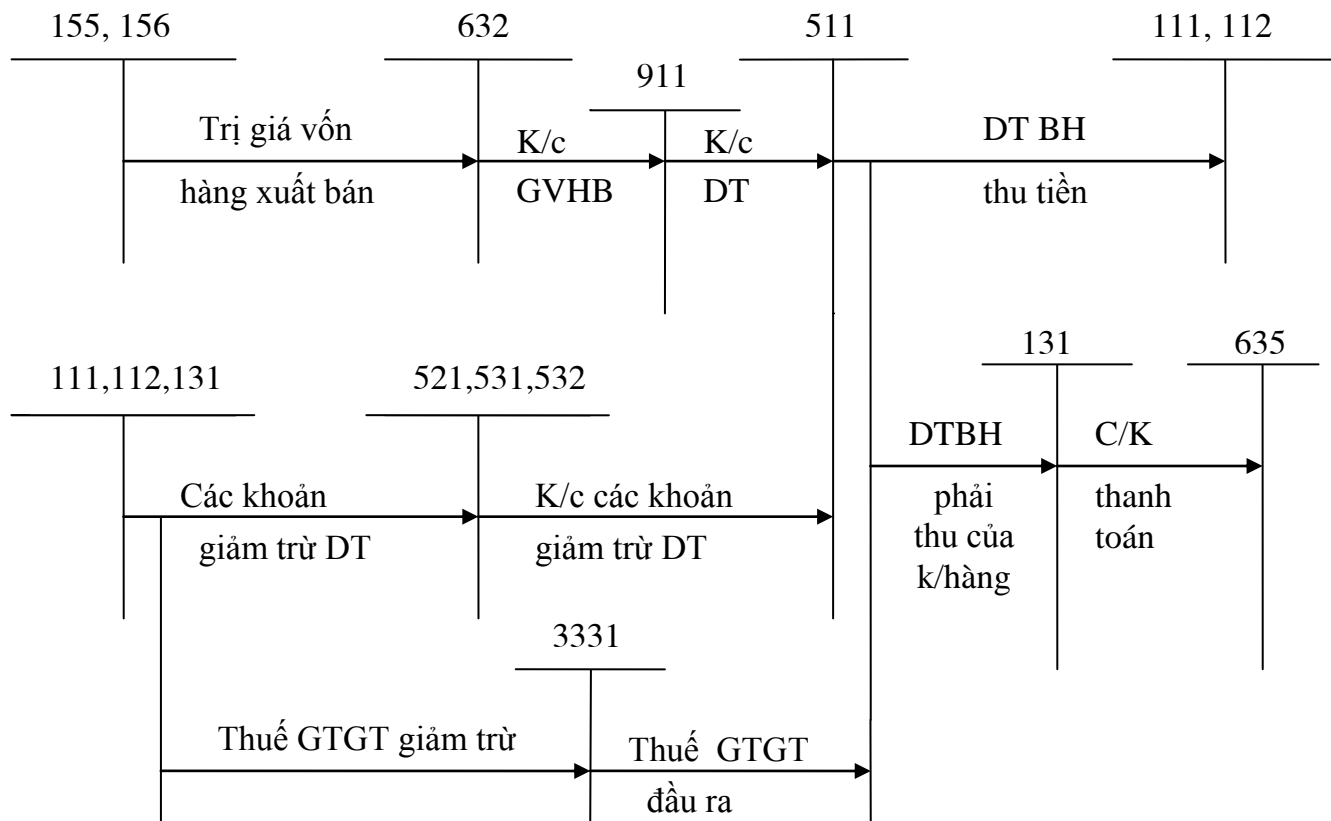 155, 156
632
511
111, 112
911
Trị giá vốn
hàng xuất bán
K/c
GVHB
K/c
DT
DT BH
thu tiền
131
635
111,112,131
521,531,532
DTBH
phải
thu của
k/hàng
C/K
thanh
toán
Các khoản
giảm trừ DT
K/c các khoản
giảm trừ DT
3331
Thuế GTGT giảm trừ
Thuế GTGT
đầu ra